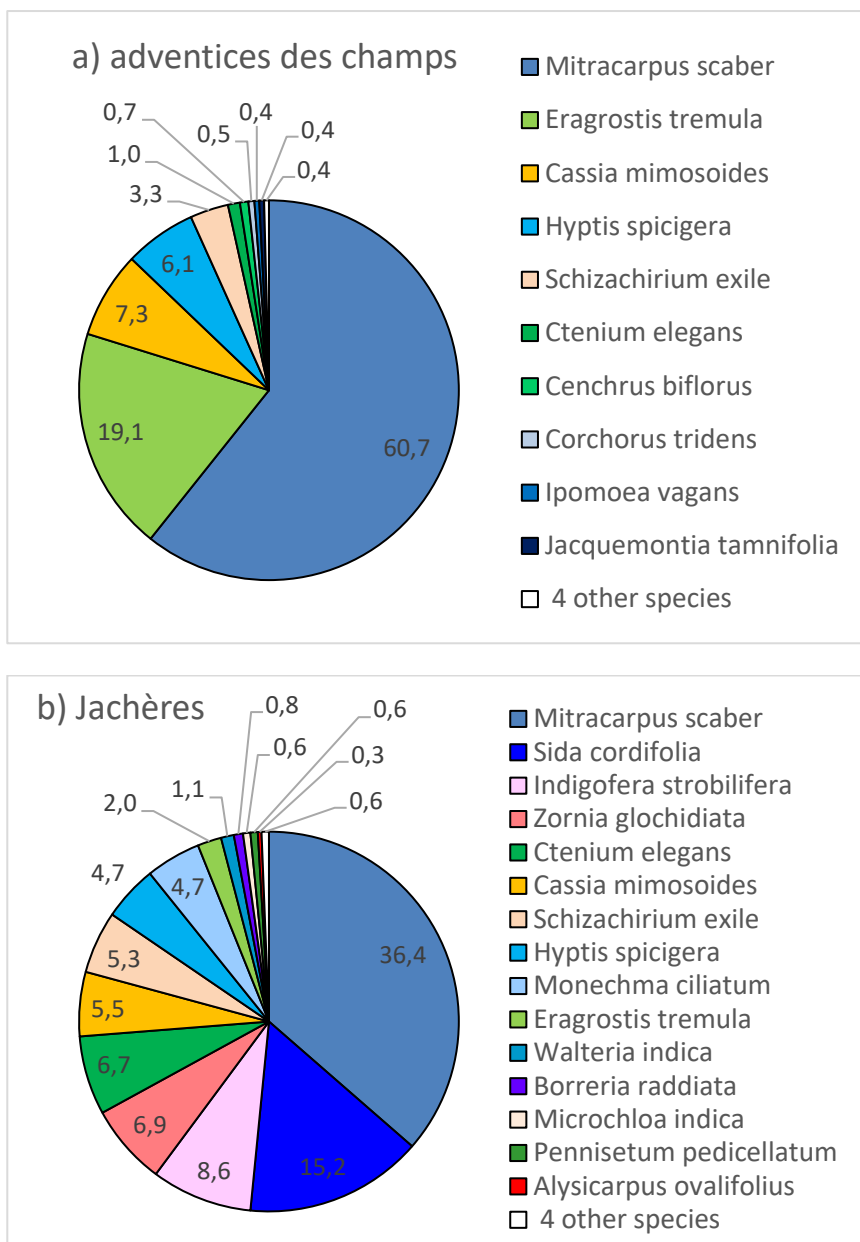 a) adventices des champs
0,7
0,4
0,5
0,4
1,0
0,4
3,3
6,1
7,3
19,1
60,7
Mitracarpus scaber
Eragrostis tremula
Cassia mimosoides
Hyptis spicigera
Schizachirium exile
Ctenium elegans
Cenchrus biflorus
Corchorus tridens
Ipomoea vagans
Jacquemontia tamnifolia
4 other species
b) Jachères
0,8
0,6
0,6
0,3
1,1
2,0
0,6
4,7
4,7
5,3
5,5
6,7
6,9
8,6
15,2
36,4
Mitracarpus scaber
Sida cordifolia
Indigofera strobilifera
Zornia glochidiata
Ctenium elegans
Cassia mimosoides
Schizachirium exile
Hyptis spicigera
Monechma ciliatum
Eragrostis tremula
Walteria indica
Borreria raddiata
Microchloa indica
Pennisetum pedicellatum
Alysicarpus ovalifolius
4 other species